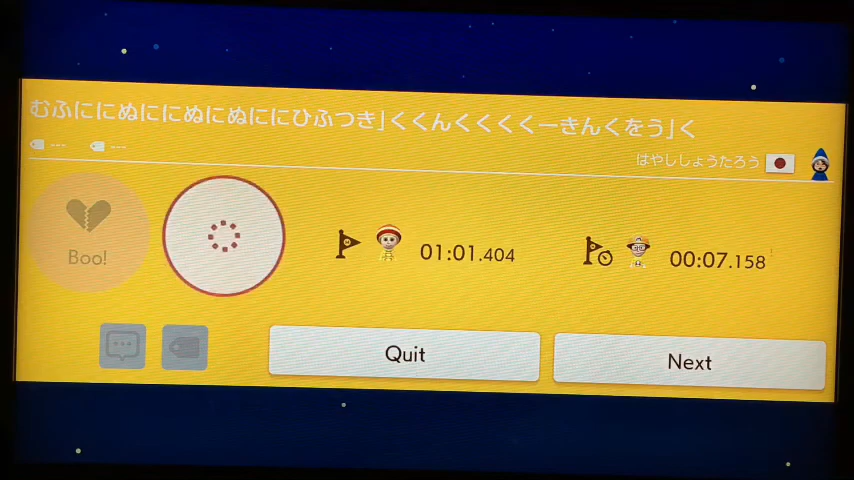 むふににぬににぬにぬににひふつき」くくんくくくくーきんくをう」く
--- ---
はやししょうたろう
Boo!
01:01.404
00:07.158
Quit
Next